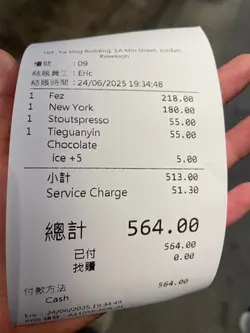 Ka Ming Building, Man Street, Jordan,
Kowloon
檯號 : 09
結賬員工 : Eric
結賬時間 : 24/06/2025 19:34:48
1 Fez 218.00
1 New York 180.00
1 Stoutspresso 55.00
1 Tieguanyin 55.00
Chocolate
ice +5 5.00
小計 513.00
Service Charge 51.30
總計 564.00
已付 564.00
找贖 0.00
付款方法
Cash 564.00
Eric 24/06/2025 19:34:49